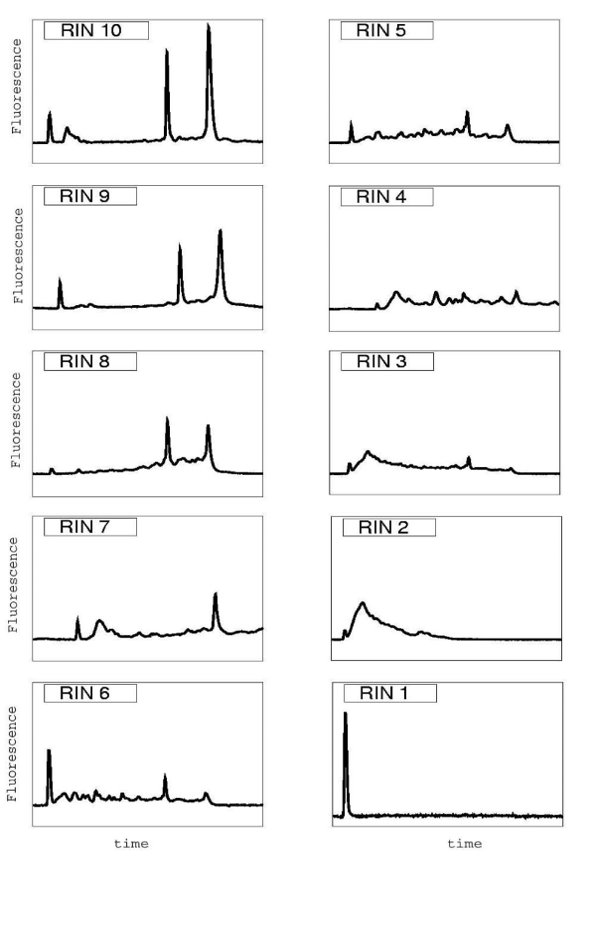 RIN 10
Fluorescence
RIN 9
Fluorescence
RIN 8
Fluorescence
RIN 7
Fluorescence
RIN 6
Fluorescence
time
RIN 5
RIN 4
RIN 3
RIN 2
RIN 1
time